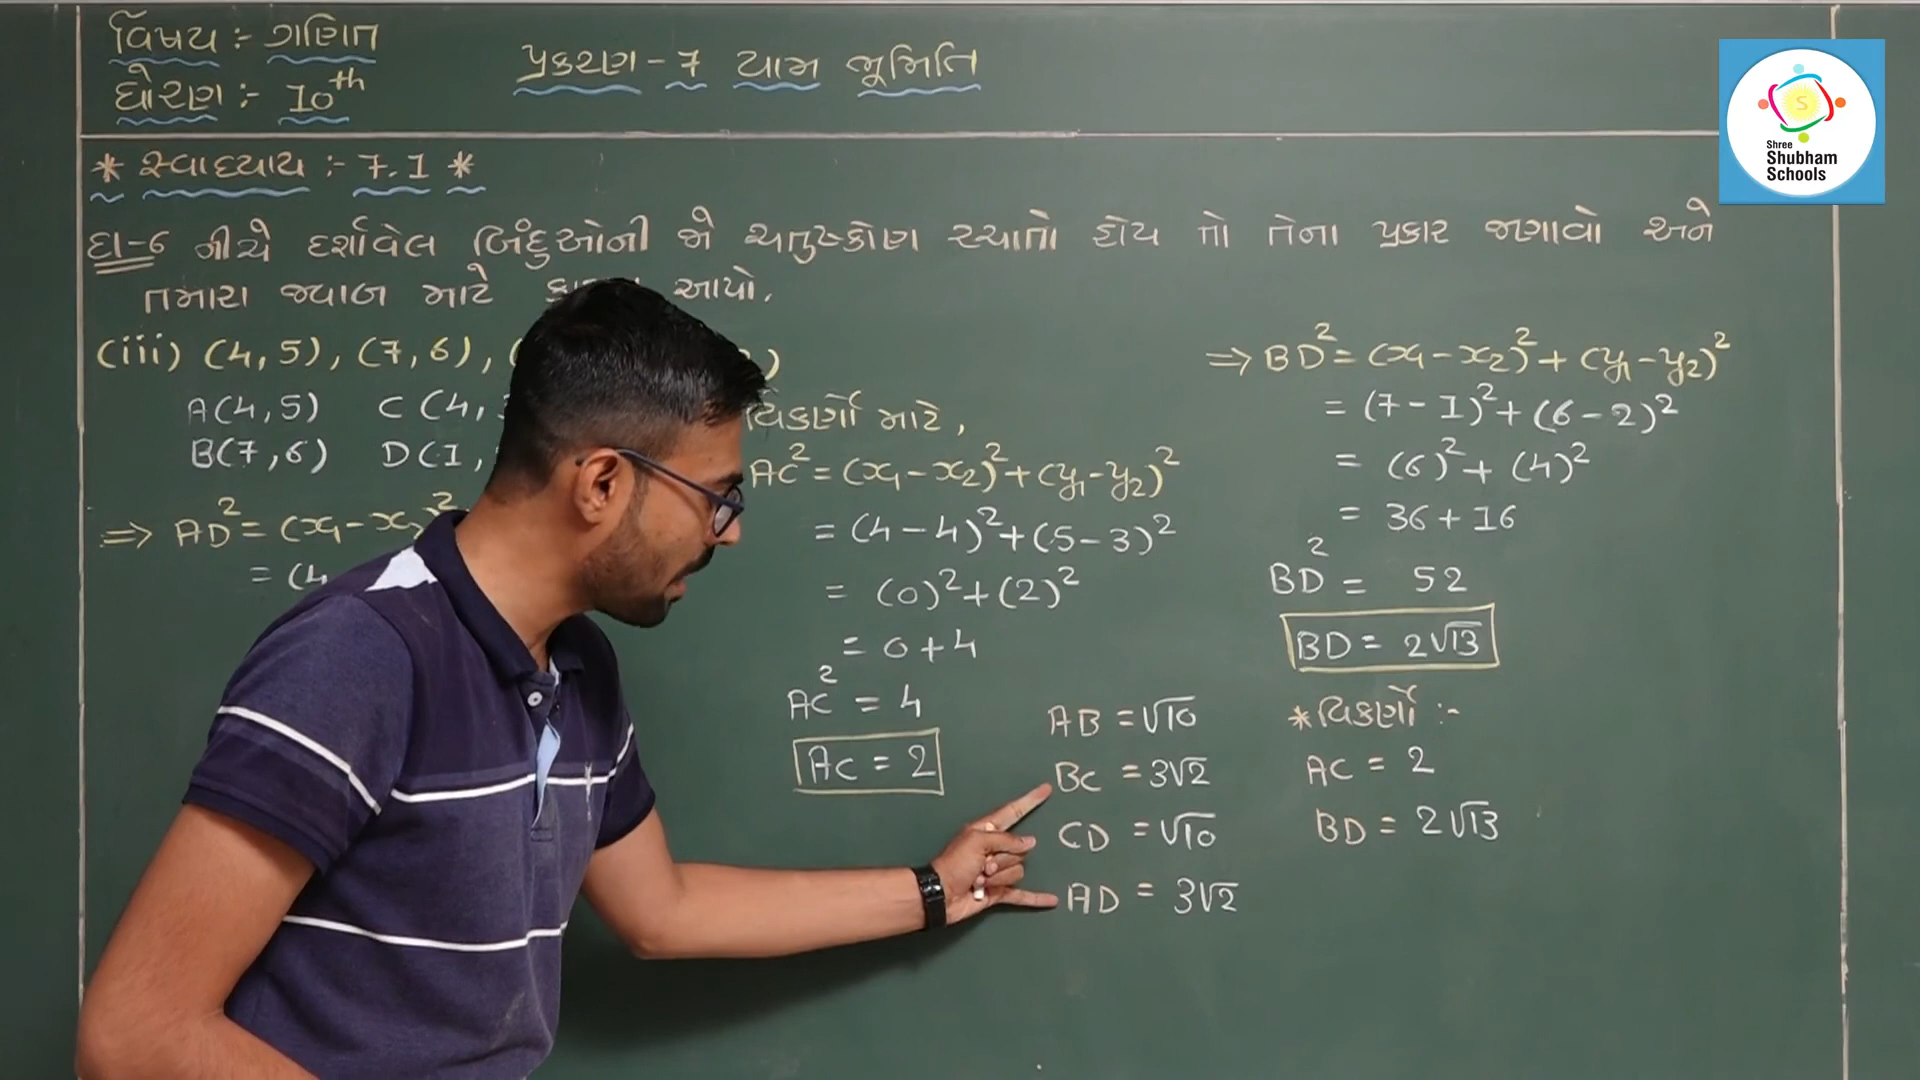 વિષય :- ગણિત
ધોરણ :- 10th
પ્રકરણ - 7 યામ ભૂમિતિ
* સ્વાધ્યાય :- 7.1 *
દા-6 નીચે દર્શાવેલ બિંદુઓની જો ચતુષ્કોણ રચાતો હોય તો તેના પ્રકાર જણાવો અને
તમારા જવાબ માટે આપો.
(iii) (4,5), (7,6), ( )
A(4,5) C(4,
B(7,6) D(1,
⇒ AD² = (x₁-x₂)²
= (4
વિકર્ણો માટે,
AC² = (x₁-x₂)² + (y₁-y₂)²
= (4-4)² + (5-3)²
= (0)² + (2)²
= 0+4
AC² = 4
AC = 2
AB = √10
BC = 3√2
CD = √10
AD = 3√2
⇒ BD² = (x₁-x₂)² + (y₁-y₂)²
= (7-1)² + (6-2)²
= (6)² + (4)²
= 36+16
BD² = 52
BD = 2√13
* વિકર્ણો :-
AC = 2
BD = 2√13
S
Shree
Shubham
Schools